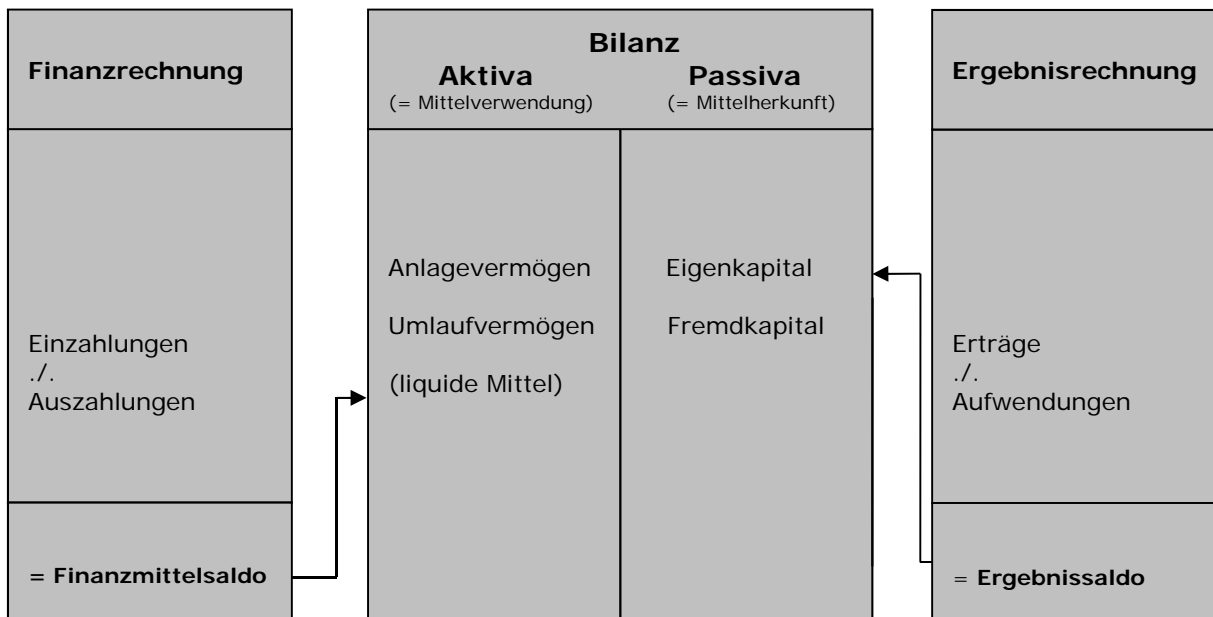 Finanzrechnung
Einzahlungen
./.
Auszahlungen
= Finanzmittelsaldo
Bilanz
Aktiva
(= Mittelverwendung)
Passiva
(= Mittelherkunft)
Anlagevermögen
Umlaufvermögen
(liquide Mittel)
Eigenkapital
Fremdkapital
Ergebnisrechnung
Erträge
./.
Aufwendungen
= Ergebnissaldo